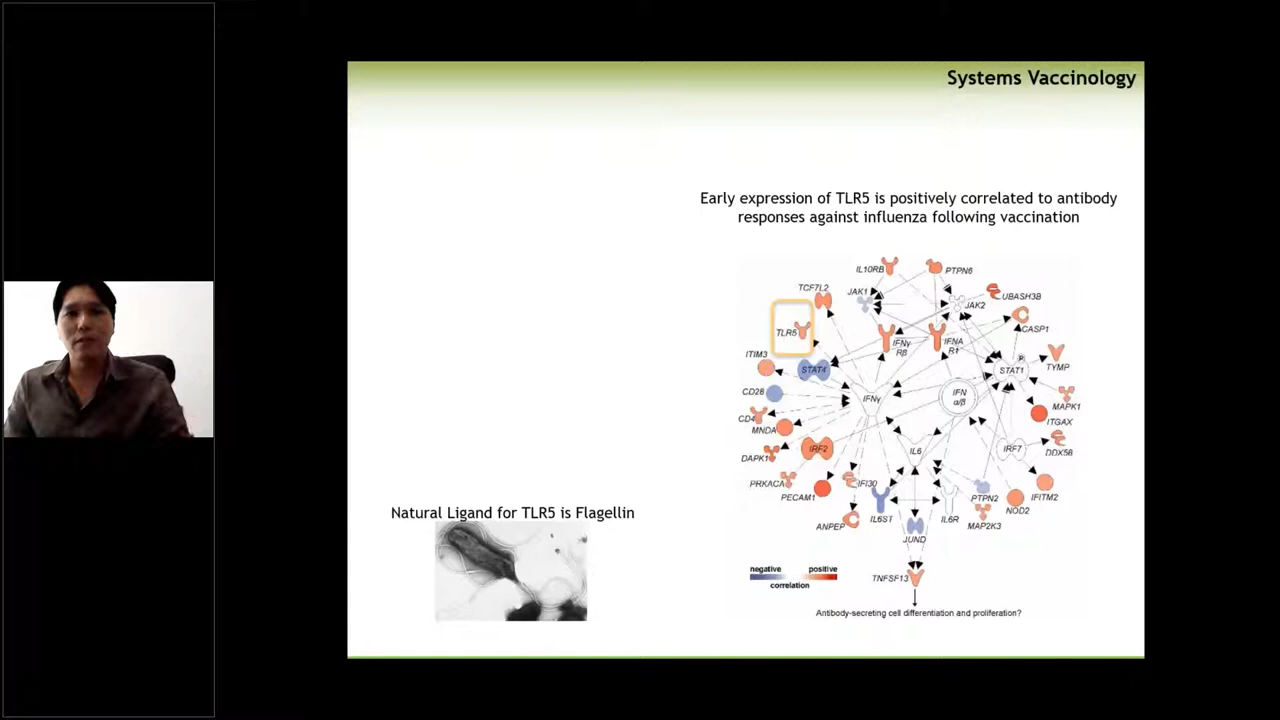 Systems Vaccinology
Early expression of TLR5 is positively correlated to antibody
responses against influenza following vaccination
IL10RB
PTPN6
TCF7L2
JAK1
JAK2
UBASH3B
CASP1
TLR5
IFNγ
Rβ
IFNA
R1
P
ITIM3
STAT4
STAT1
TYMP
CD28
IFNγ
IFN
α/β
MAPK1
CD4
MNDA
ITGAX
DAPK1
IRF2
IL6
IRF7
DDX58
PRKACA
IFI30
PECAM1
IL6ST
IL6R
PTPN2
NOD2
IFITM2
ANPEP
JUND
MAP2K3
Natural Ligand for TLR5 is Flagellin
negative
positive
correlation
TNFSF13
Antibody-secreting cell differentiation and proliferation?